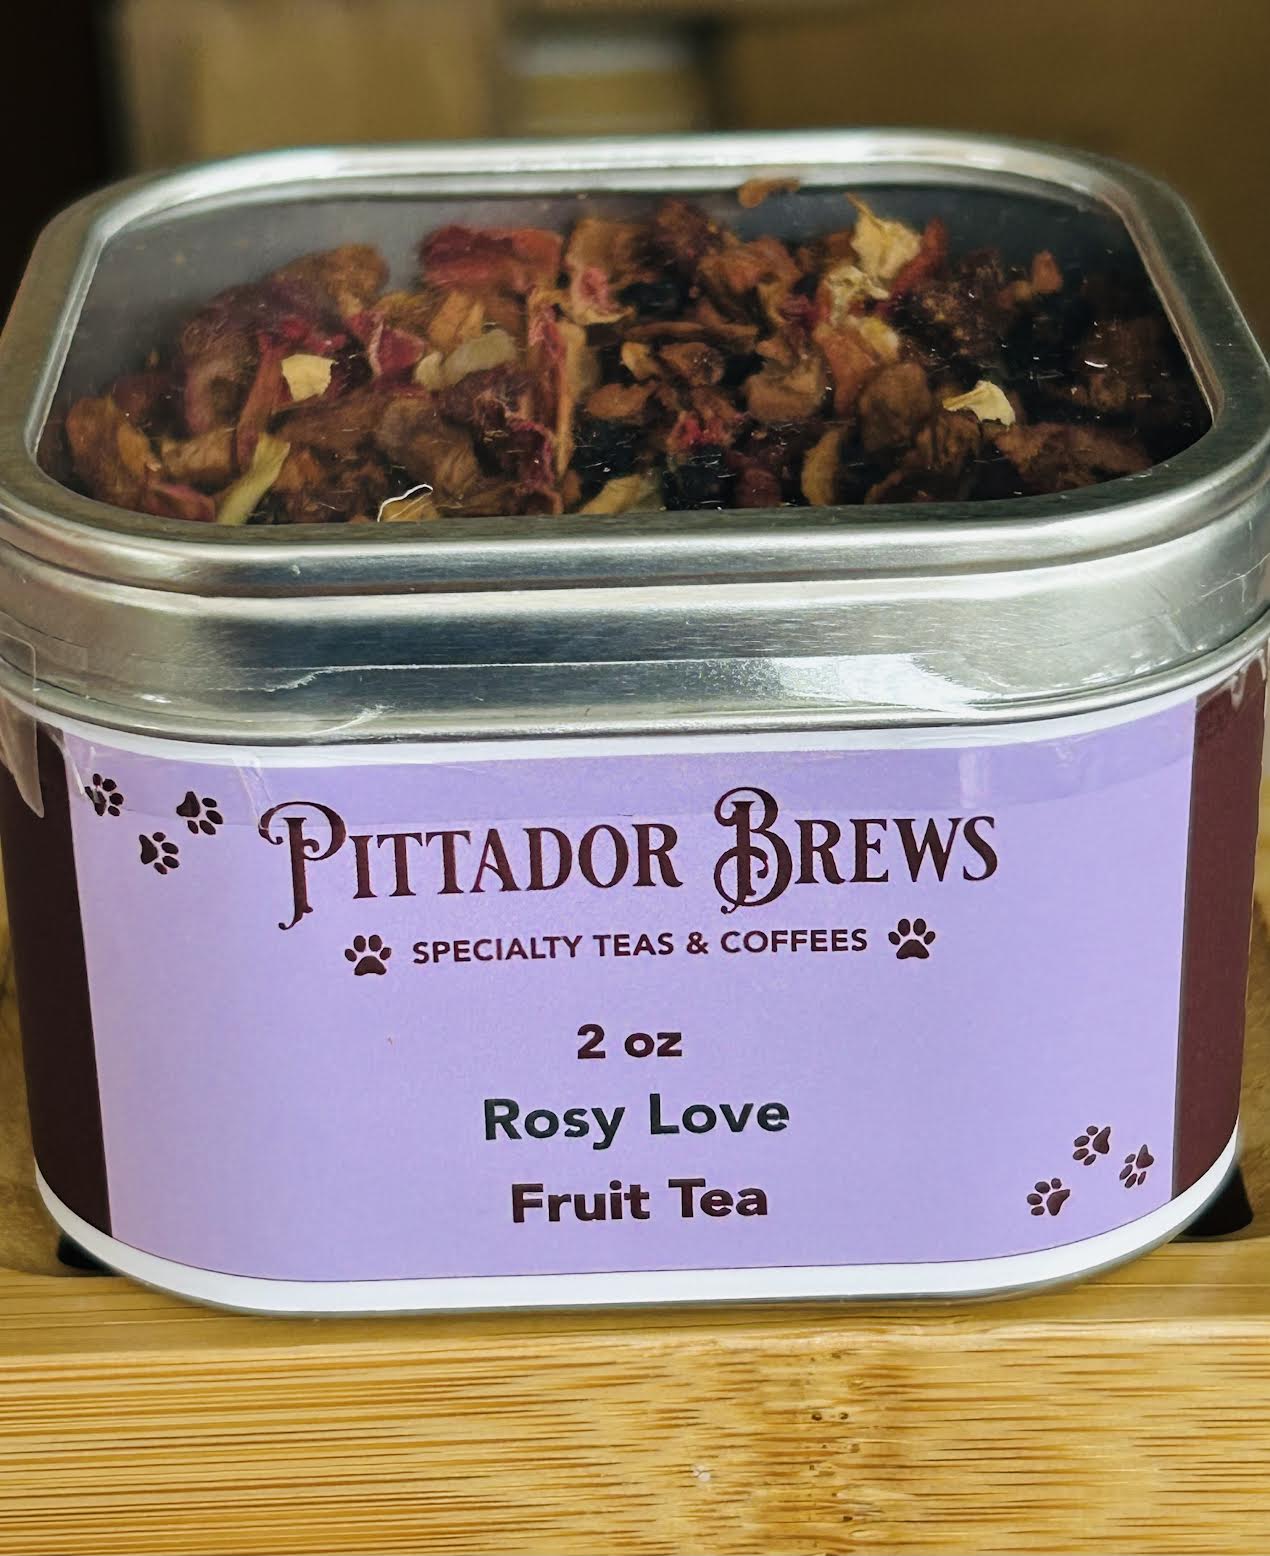 PITTADOR BREWS
SPECIALTY TEAS & COFFEES
2 oz
Rosy Love
Fruit Tea